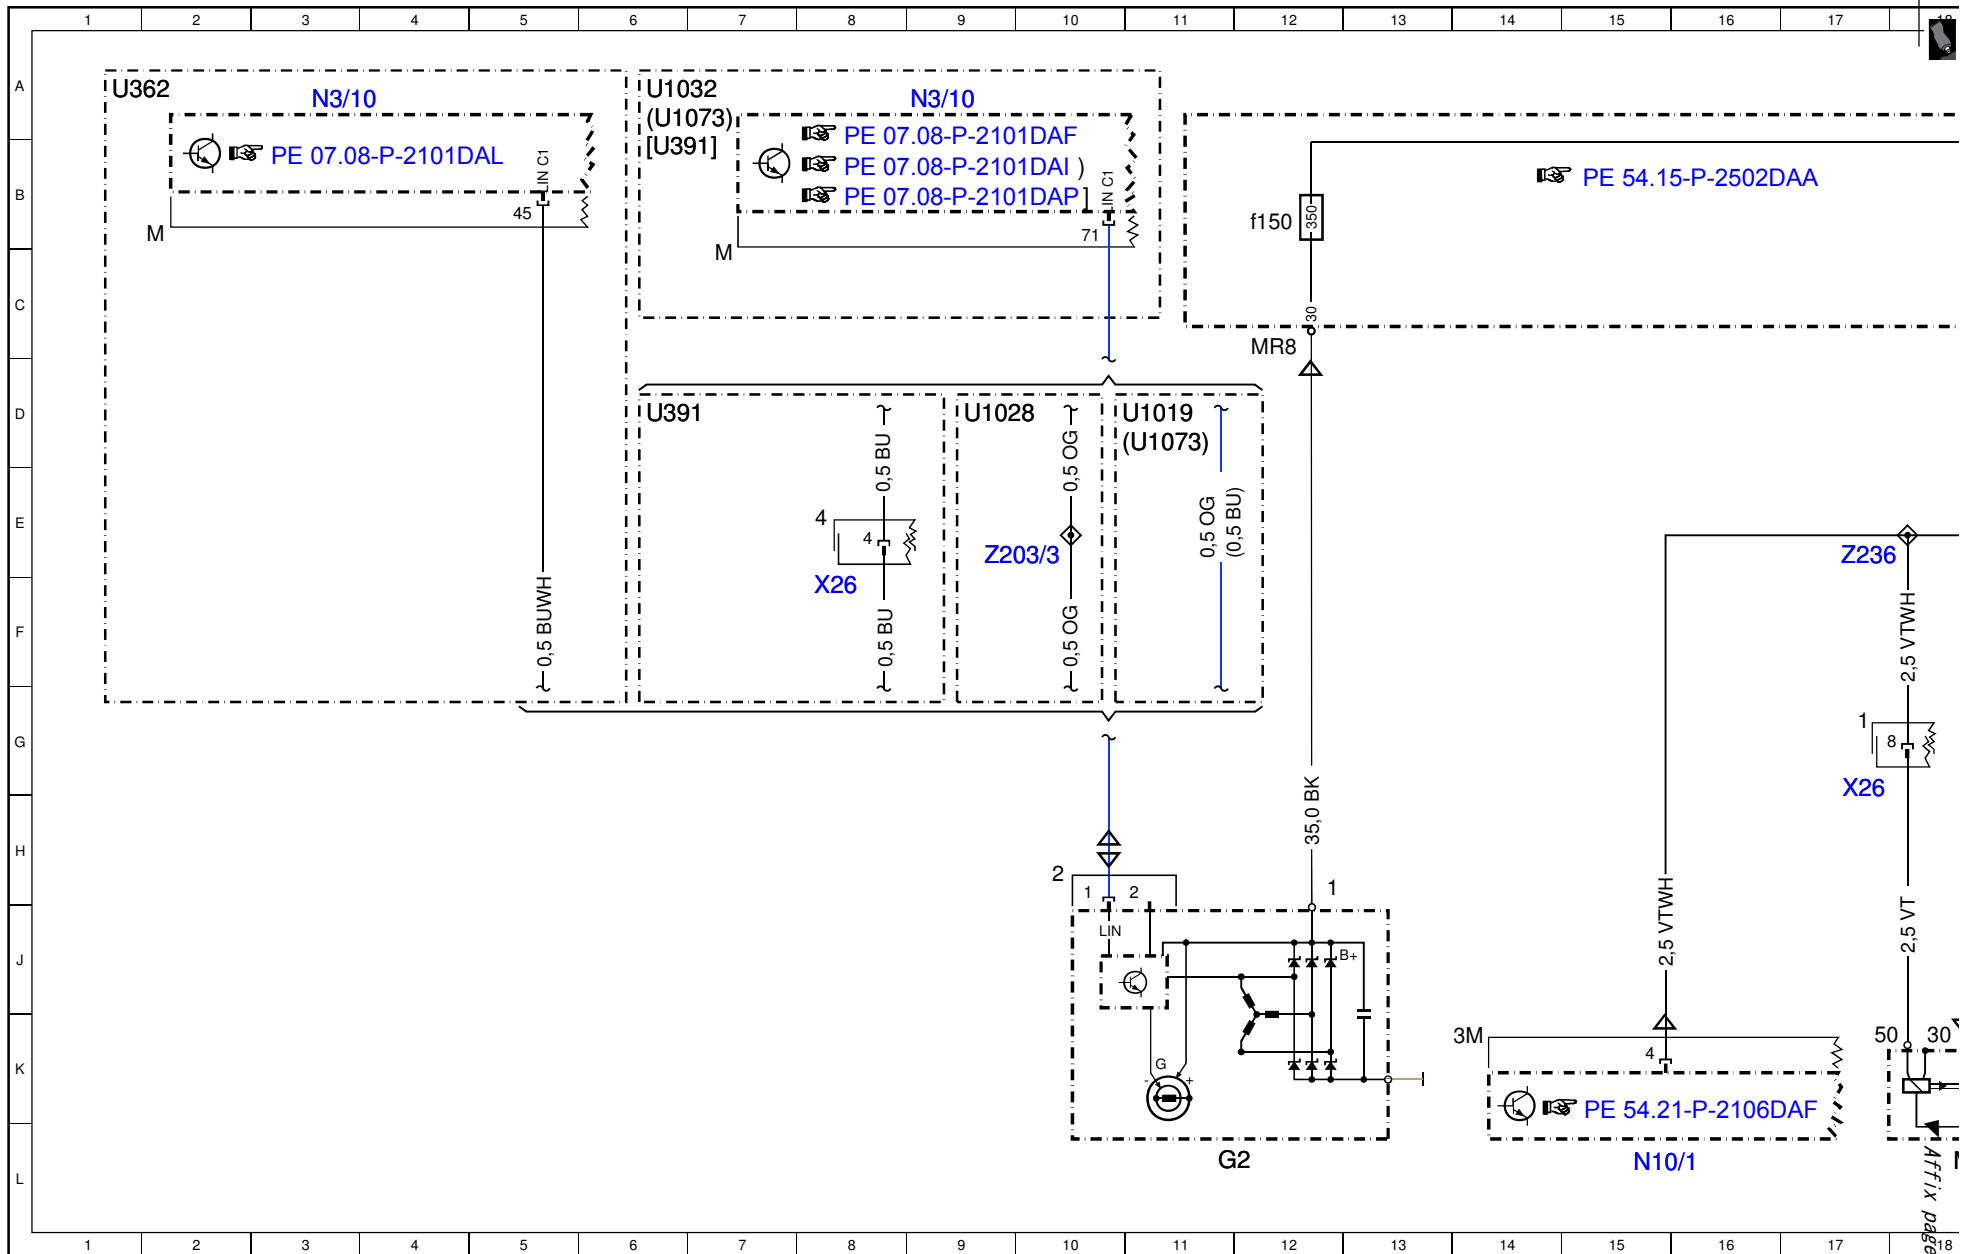 1 2 3 4 5 6 7 8 9 10 11 12 13 14 15 16 17 18
A
B
C
D
E
F
G
H
J
K
L
U362
N3/10
PE 07.08-P-2101DAL
LIN C1
45
M
0,5 BUWH
U1032
(U1073)
[U391]
N3/10
PE 07.08-P-2101DAF
PE 07.08-P-2101DAI )
PE 07.08-P-2101DAP ]
LIN C1
71
M
PE 54.15-P-2502DAA
f150
350
30
MR8
U391
0,5 BU
4
4
X26
0,5 BU
U1028
0,5 OG
Z203/3
0,5 OG
U1019
(U1073)
0,5 OG
(0,5 BU)
35,0 BK
Z236
2,5 VTWH
1
8
X26
2,5 VT
2,5 VTWH
2
1 2
1
LIN
B+
G
- +
G2
3M
4
PE 54.21-P-2106DAF
N10/1
50 30
Affix page
1 2 3 4 5 6 7 8 9 10 11 12 13 14 15 16 17 18